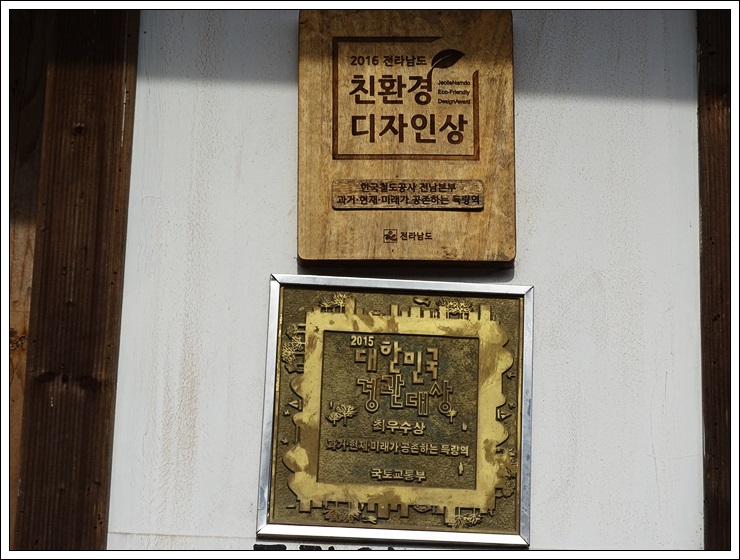 2016 전라남도
친환경
JeollaNamdo
Eco-Friendly
DesignAward
디자인상
한국철도공사 전남본부
과거·현재·미래가 공존하는 득량역
전라남도
2015
대한민국
경관대상
최우수상
과거·현재·미래가 공존하는 득량역
국토교통부